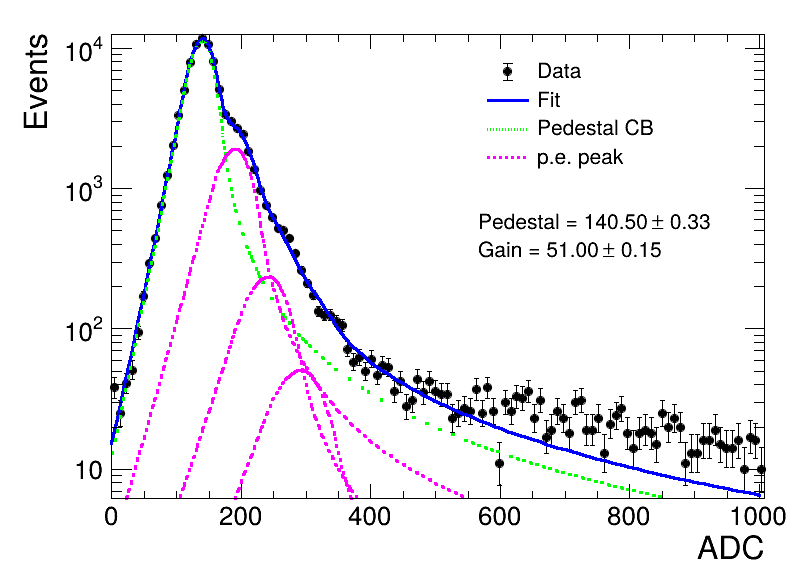 Events
10⁴
10³
10²
10
0
200
400
600
800
1000
ADC
Data
Fit
Pedestal CB
p.e. peak
Pedestal = 140.50 ± 0.33
Gain = 51.00 ± 0.15